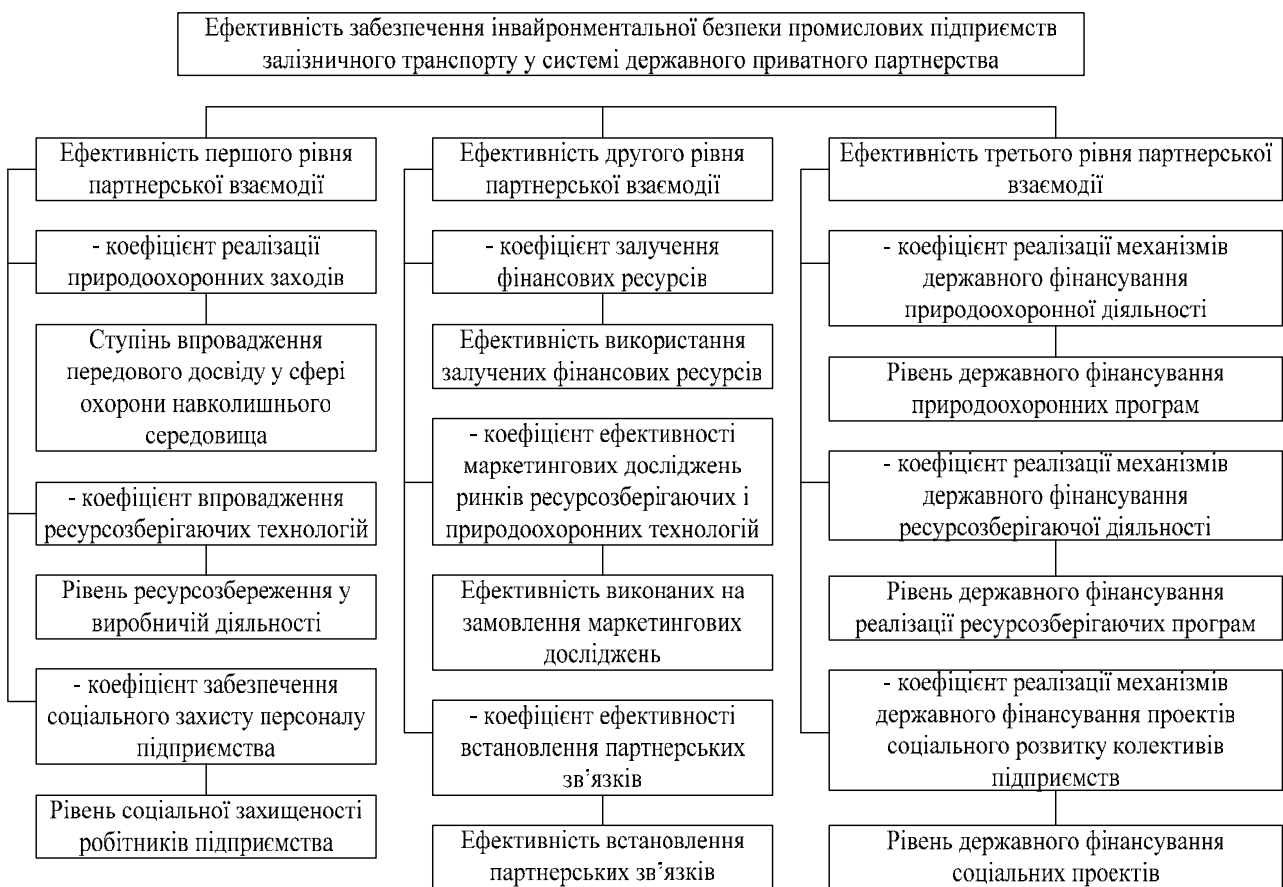 Ефективність забезпечення інвайронментальної безпеки промислових підприємств
залізничного транспорту у системі державного приватного партнерства
Ефективність першого рівня
партнерської взаємодії
- коефіцієнт реалізації
природоохоронних заходів
Ступінь впровадження
передового досвіду у сфері
охорони навколишнього
середовища
- коефіцієнт впровадження
ресурсозберігаючих технологій
Рівень ресурсозбереження у
виробничій діяльності
- коефіцієнт забезпечення
соціального захисту персоналу
підприємства
Рівень соціальної захищеності
робітників підприємства
Ефективність другого рівня
партнерської взаємодії
- коефіцієнт залучення
фінансових ресурсів
Ефективність використання
залучених фінансових ресурсів
- коефіцієнт ефективності
маркетингових досліджень
ринків ресурсозберігаючих і
природоохоронних технологій
Ефективність виконаних на
замовлення маркетингових
досліджень
- коефіцієнт ефективності
встановлення партнерських
зв’язків
Ефективність встановлення
партнерських зв’язків
Ефективність третього рівня партнерської
взаємодії
- коефіцієнт реалізації механізмів
державного фінансування
природоохоронної діяльності
Рівень державного фінансування
природоохоронних програм
- коефіцієнт реалізації механізмів
державного фінансування
ресурсозберігаючої діяльності
Рівень державного фінансування
реалізації ресурсозберігаючих програм
- коефіцієнт реалізації механізмів
державного фінансування проектів
соціального розвитку колективів
підприємств
Рівень державного фінансування
соціальних проектів